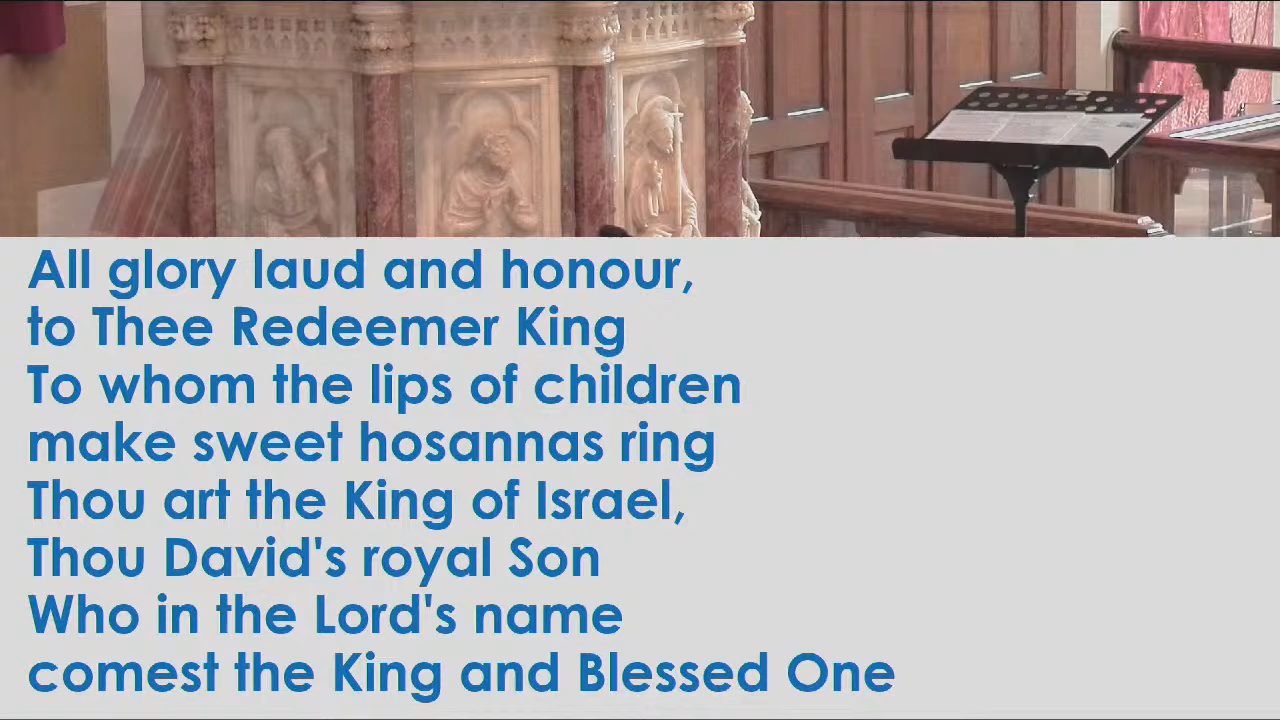 All glory laud and honour,
to Thee Redeemer King
To whom the lips of children
make sweet hosannas ring
Thou art the King of Israel,
Thou David's royal Son
Who in the Lord's name
comest the King and Blessed One